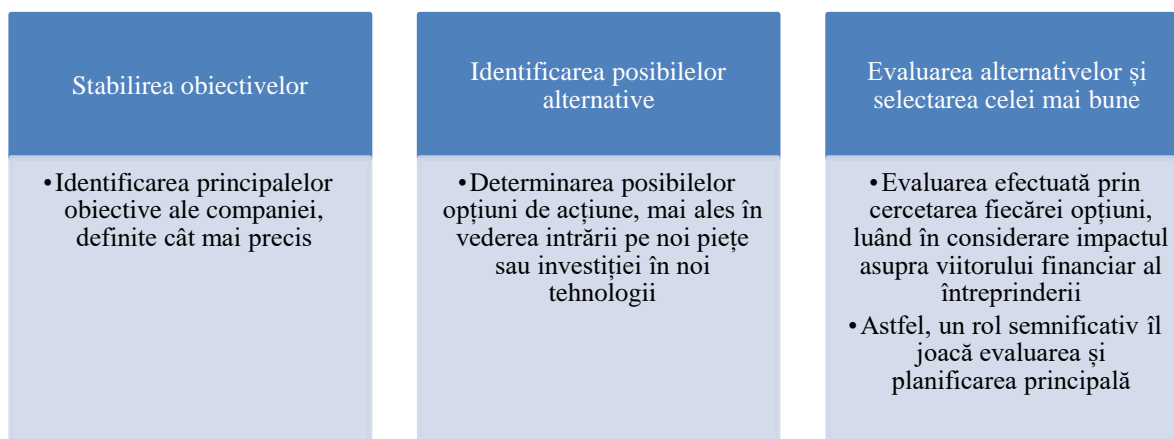 Stabilirea obiectivelor
•Identificarea principalelor
obiective ale companiei,
definite cât mai precis
Identificarea posibilelor
alternative
•Determinarea posibilelor
opțiuni de acțiune, mai ales în
vederea intrării pe noi piețe
sau investiției în noi
tehnologii
Evaluarea alternativelor și
selectarea celei mai bune
•Evaluarea efectuată prin
cercetarea fiecărei opțiuni,
luând în considerare impactul
asupra viitorului financiar al
întreprinderii
•Astfel, un rol semnificativ îl
joacă evaluarea și
planificarea principală